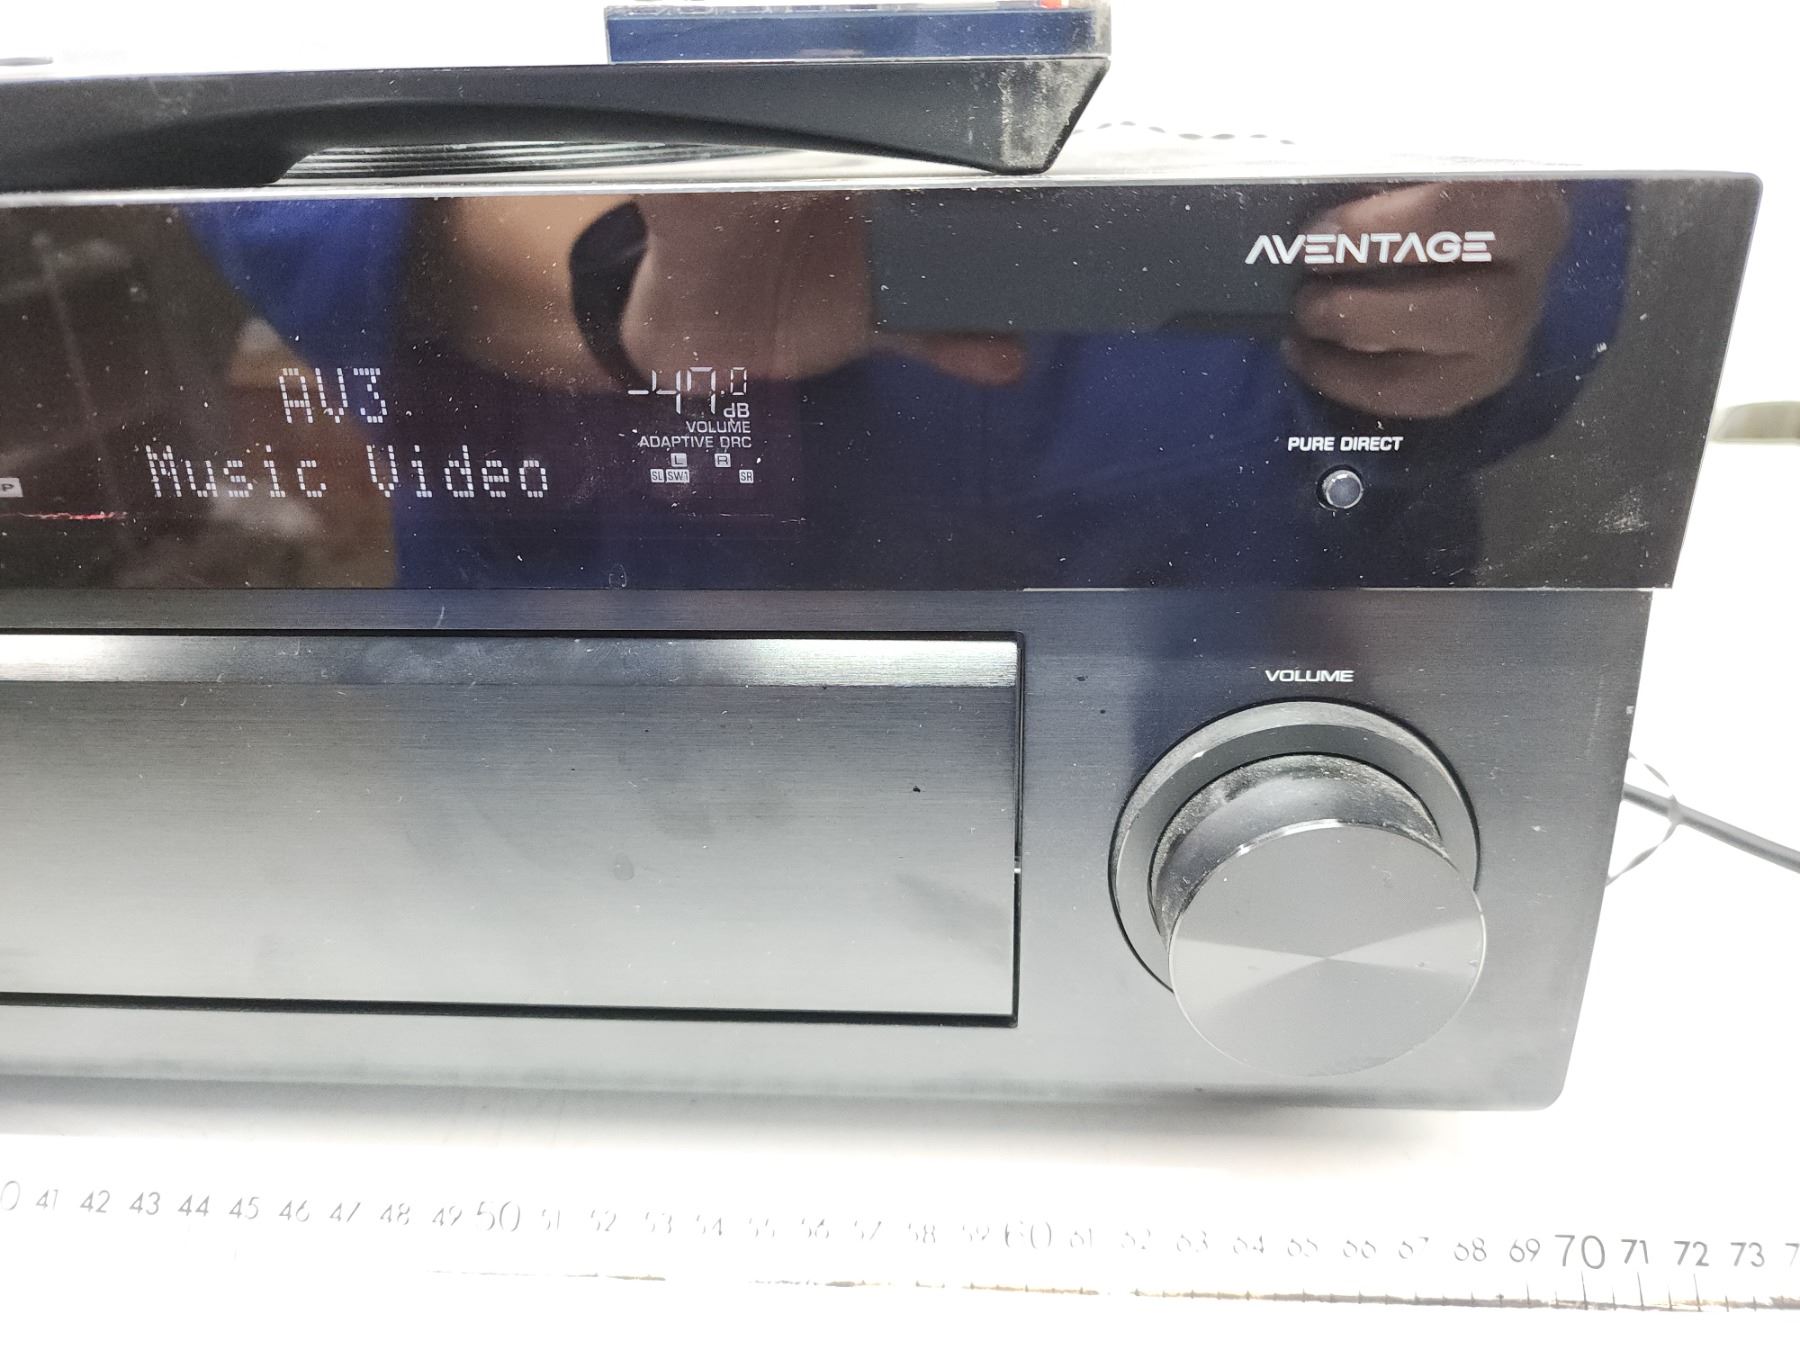 AVENTAGE
AV3
-47.0
dB
VOLUME
ADAPTIVE DRC
Music Video
L R
SL SW1 SR
P
PURE DIRECT
VOLUME
0 41 42 43 44 45 46 47 48 49 50 51 52 53 54 55 56 57 58 59 60 61 62 63 64 65 66 67 68 69 70 71 72 73 7